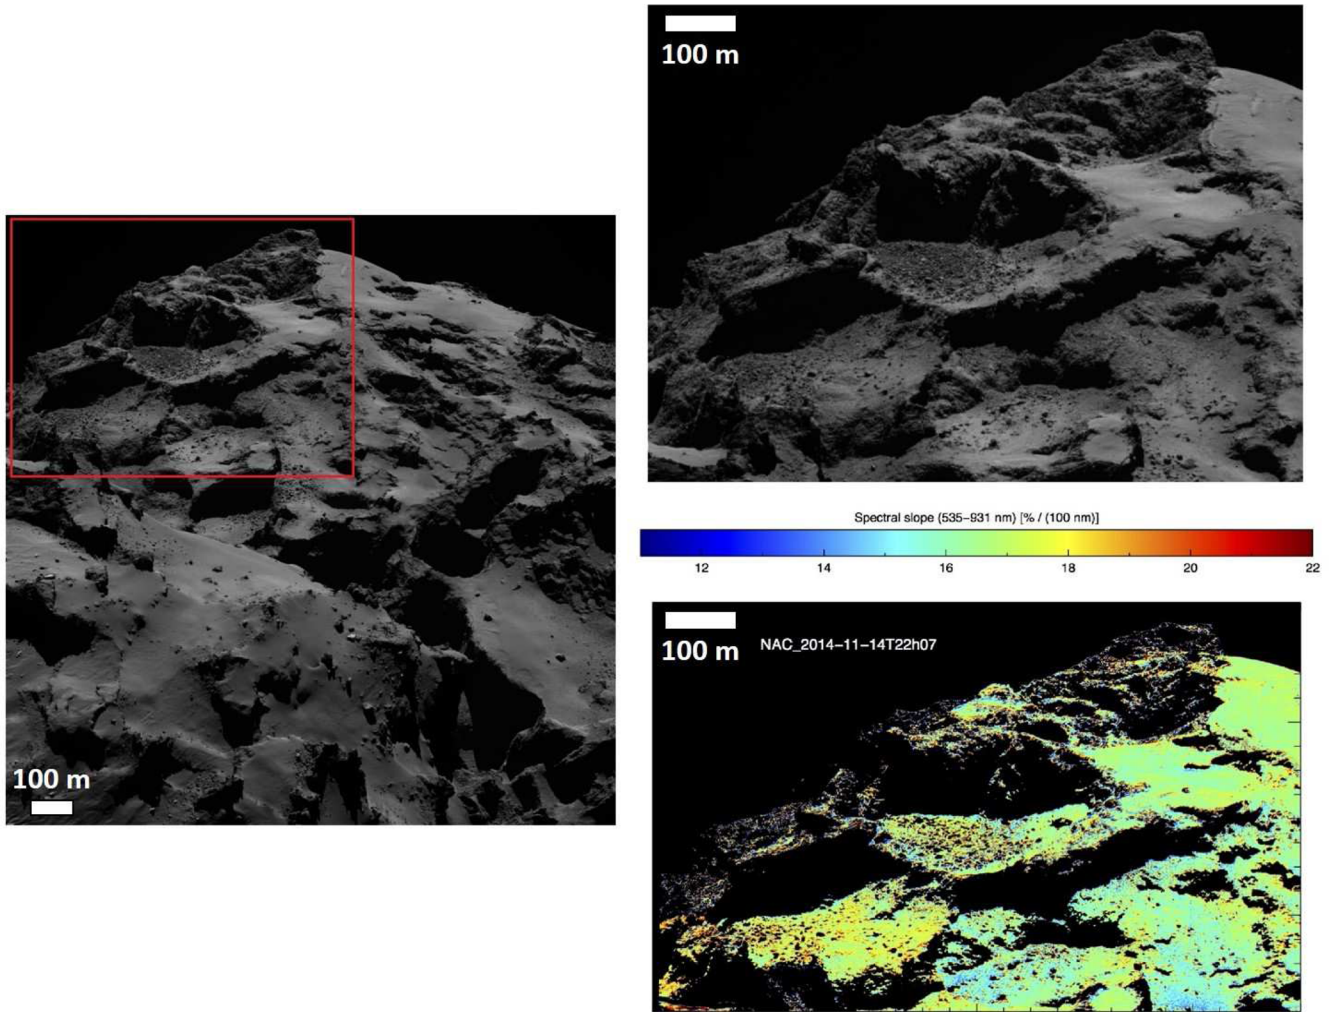 100 m
100 m
Spectral slope (535-931 nm) [% / (100 nm)]
12 14 16 18 20 22
100 m
NAC_2014-11-14T22h07